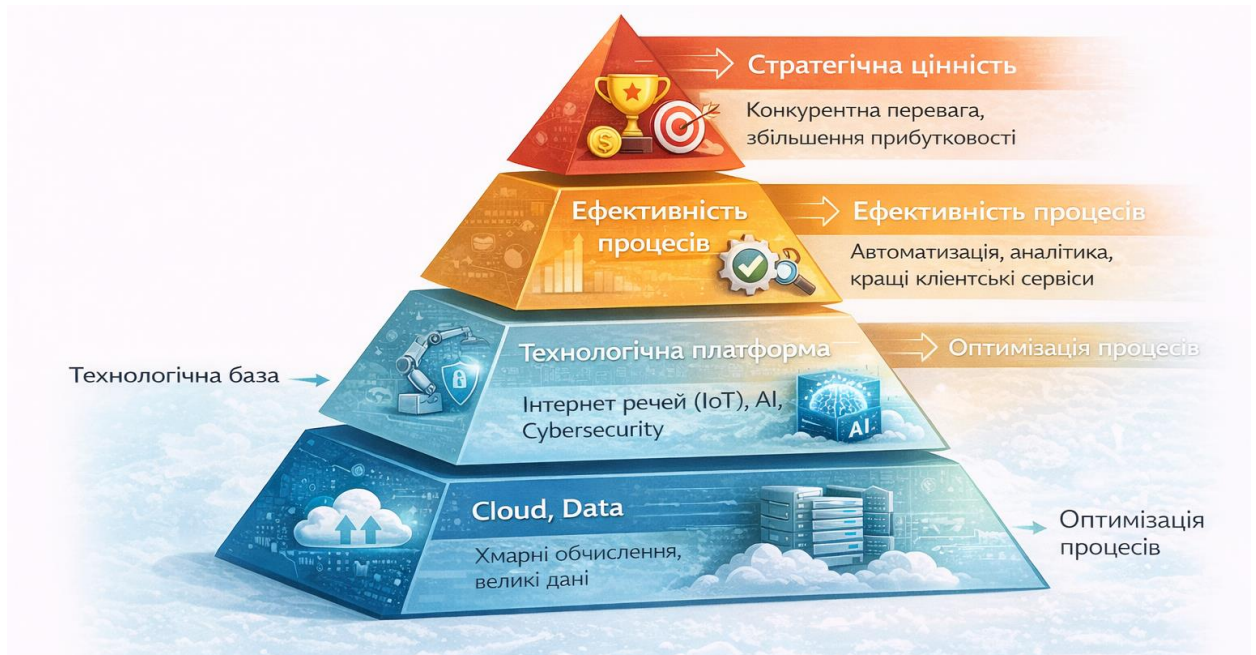 Стратегічна цінність
Конкурентна перевага,
збільшення прибутковості
Ефективність
процесів
Ефективність процесів
Автоматизація, аналітика,
кращі клієнтські сервіси
Технологічна платформа
Оптимізація процесів
Технологічна база
Інтернет речей (IoT), AI,
Cybersecurity
AI
Cloud, Data
Хмарні обчислення,
великі дані
Оптимізація
процесів